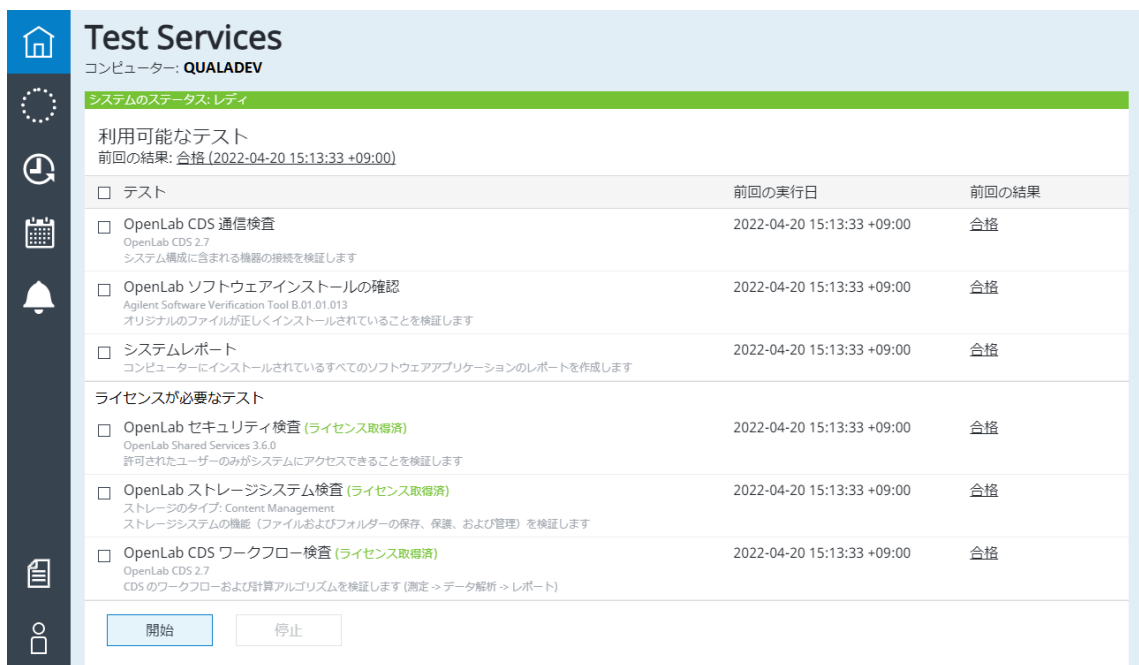 Test Services
コンピューター: QUALADEV
システムのステータス: レディ
利用可能なテスト
前回の結果: 合格 (2022-04-20 15:13:33 +09:00)
テスト 前回の実行日 前回の結果
OpenLab CDS 通信検査 2022-04-20 15:13:33 +09:00 合格
OpenLab CDS 2.7
システム構成に含まれる機器の接続を検証します
OpenLab ソフトウェアインストールの確認 2022-04-20 15:13:33 +09:00 合格
Agilent Software Verification Tool B.01.01.013
オリジナルのファイルが正しくインストールされていることを検証します
システムレポート 2022-04-20 15:13:33 +09:00 合格
コンピューターにインストールされているすべてのソフトウェアアプリケーションのレポートを作成します
ライセンスが必要なテスト
OpenLab セキュリティ検査 (ライセンス取得済) 2022-04-20 15:13:33 +09:00 合格
OpenLab Shared Services 3.6.0
許可されたユーザーのみがシステムにアクセスできることを検証します
OpenLab ストレージシステム検査 (ライセンス取得済) 2022-04-20 15:13:33 +09:00 合格
ストレージのタイプ: Content Management
ストレージシステムの機能（ファイルおよびフォルダーの保存、保護、および管理）を検証します
OpenLab CDS ワークフロー検査 (ライセンス取得済) 2022-04-20 15:13:33 +09:00 合格
OpenLab CDS 2.7
CDS のワークフローおよび計算アルゴリズムを検証します (測定 -> データ解析 -> レポート)
開始 停止